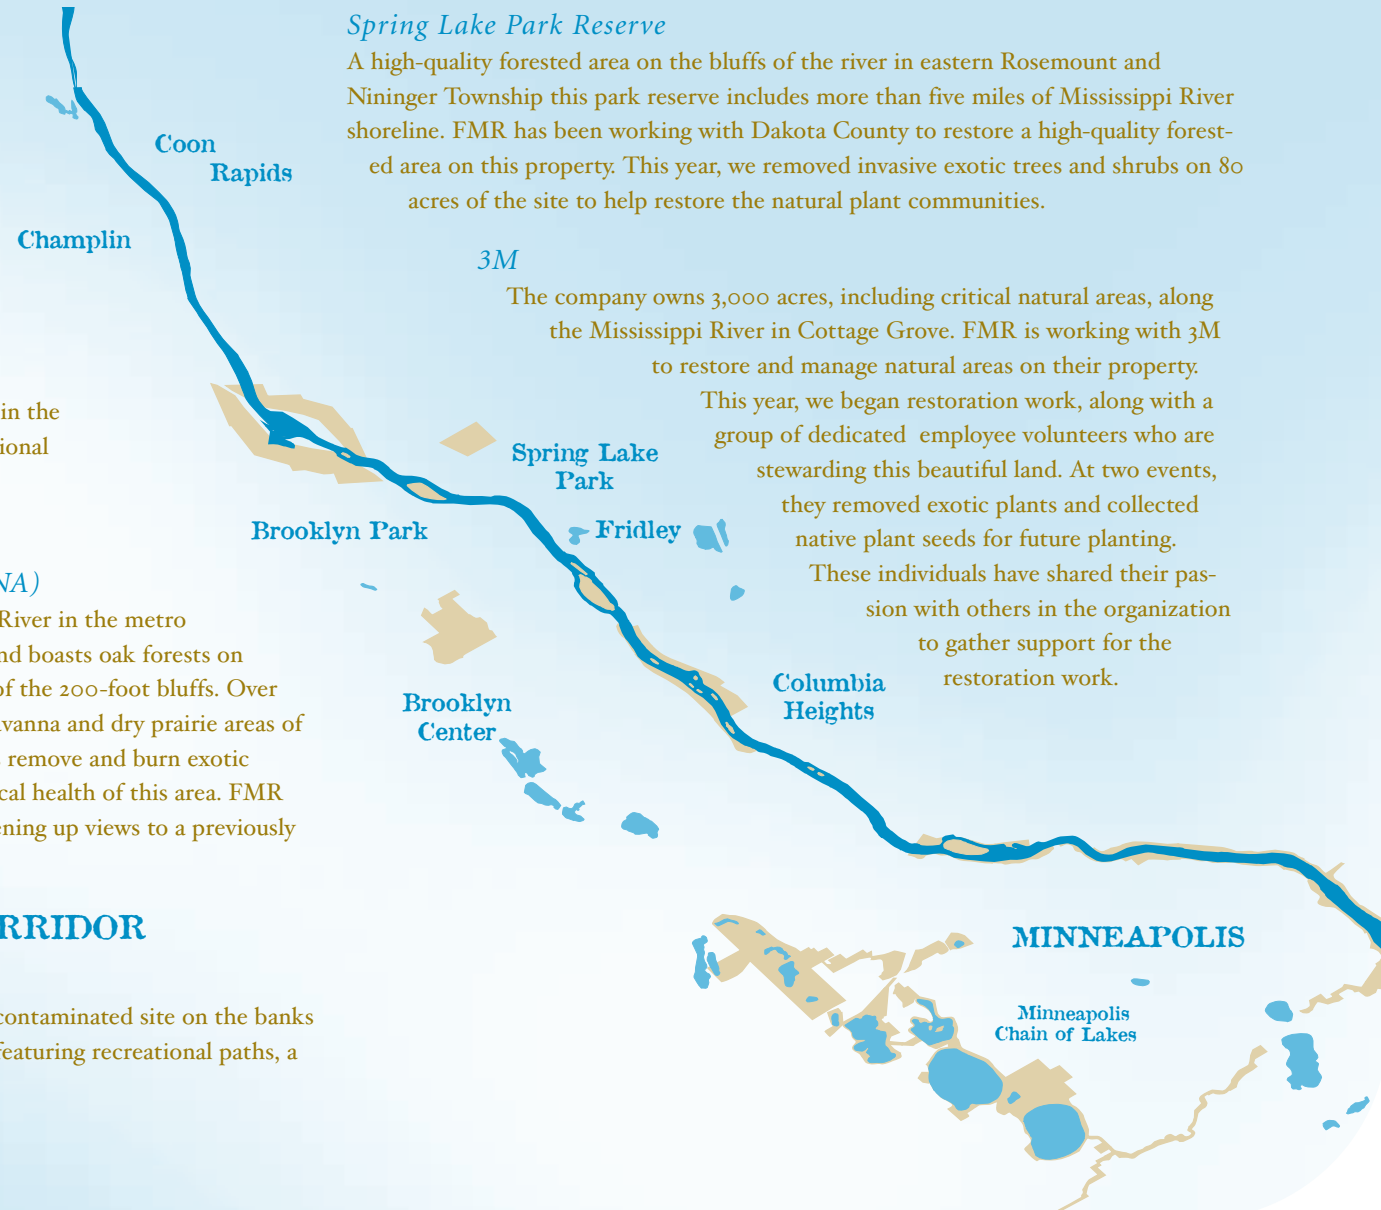 Spring Lake Park Reserve
A high-quality forested area on the bluffs of the river in eastern Rosemount and
Nininger Township this park reserve includes more than five miles of Mississippi River
shoreline. FMR has been working with Dakota County to restore a high-quality forest-
ed area on this property. This year, we removed invasive exotic trees and shrubs on 80
acres of the site to help restore the natural plant communities.
3M
The company owns 3,000 acres, including critical natural areas, along
the Mississippi River in Cottage Grove. FMR is working with 3M
to restore and manage natural areas on their property.
This year, we began restoration work, along with a
group of dedicated employee volunteers who are
stewarding this beautiful land. At two events,
they removed exotic plants and collected
native plant seeds for future planting.
These individuals have shared their pas-
sion with others in the organization
to gather support for the
restoration work.
Coon
Rapids
Champlin
in the
ional
Spring Lake
Park
Brooklyn Park
Fridley
NA)
River in the metro
nd boasts oak forests on
of the 200-foot bluffs. Over
vanna and dry prairie areas of
remove and burn exotic
cal health of this area. FMR
ening up views to a previously
Brooklyn
Center
Columbia
Heights
RRIDOR
contaminated site on the banks
featuring recreational paths, a
MINNEAPOLIS
Minneapolis
Chain of Lakes